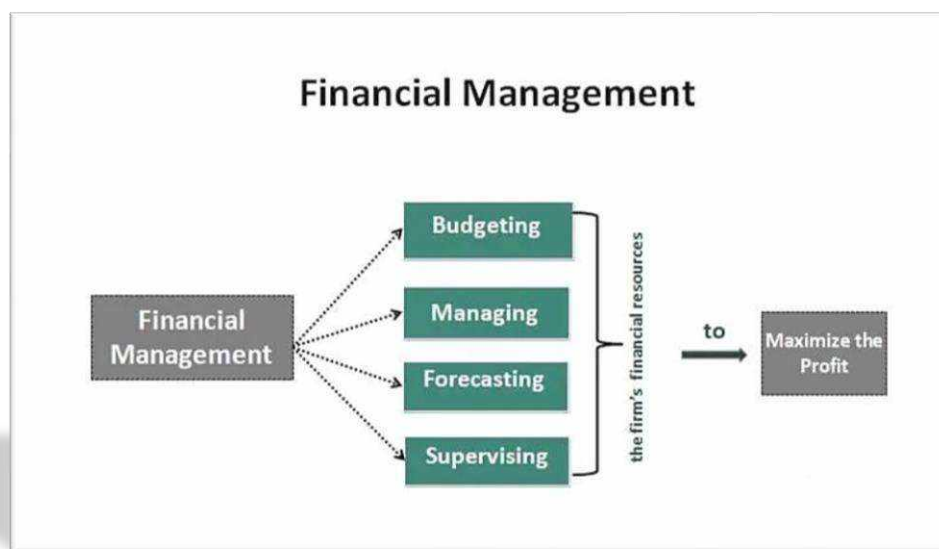 Financial Management
Financial
Management
Budgeting
Managing
Forecasting
Supervising
the firm's financial resources
to
Maximize the
Profit